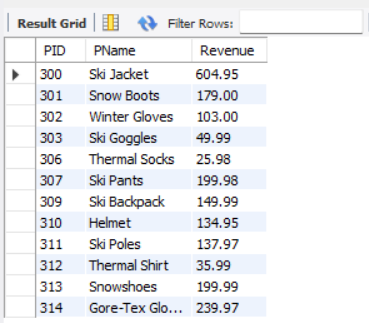 Result Grid Filter Rows:
PID PName Revenue
300 Ski Jacket 604.95
301 Snow Boots 179.00
302 Winter Gloves 103.00
303 Ski Goggles 49.99
306 Thermal Socks 25.98
307 Ski Pants 199.98
309 Ski Backpack 149.99
310 Helmet 134.95
311 Ski Poles 137.97
312 Thermal Shirt 35.99
313 Snowshoes 199.99
314 Gore-Tex Glo... 239.97